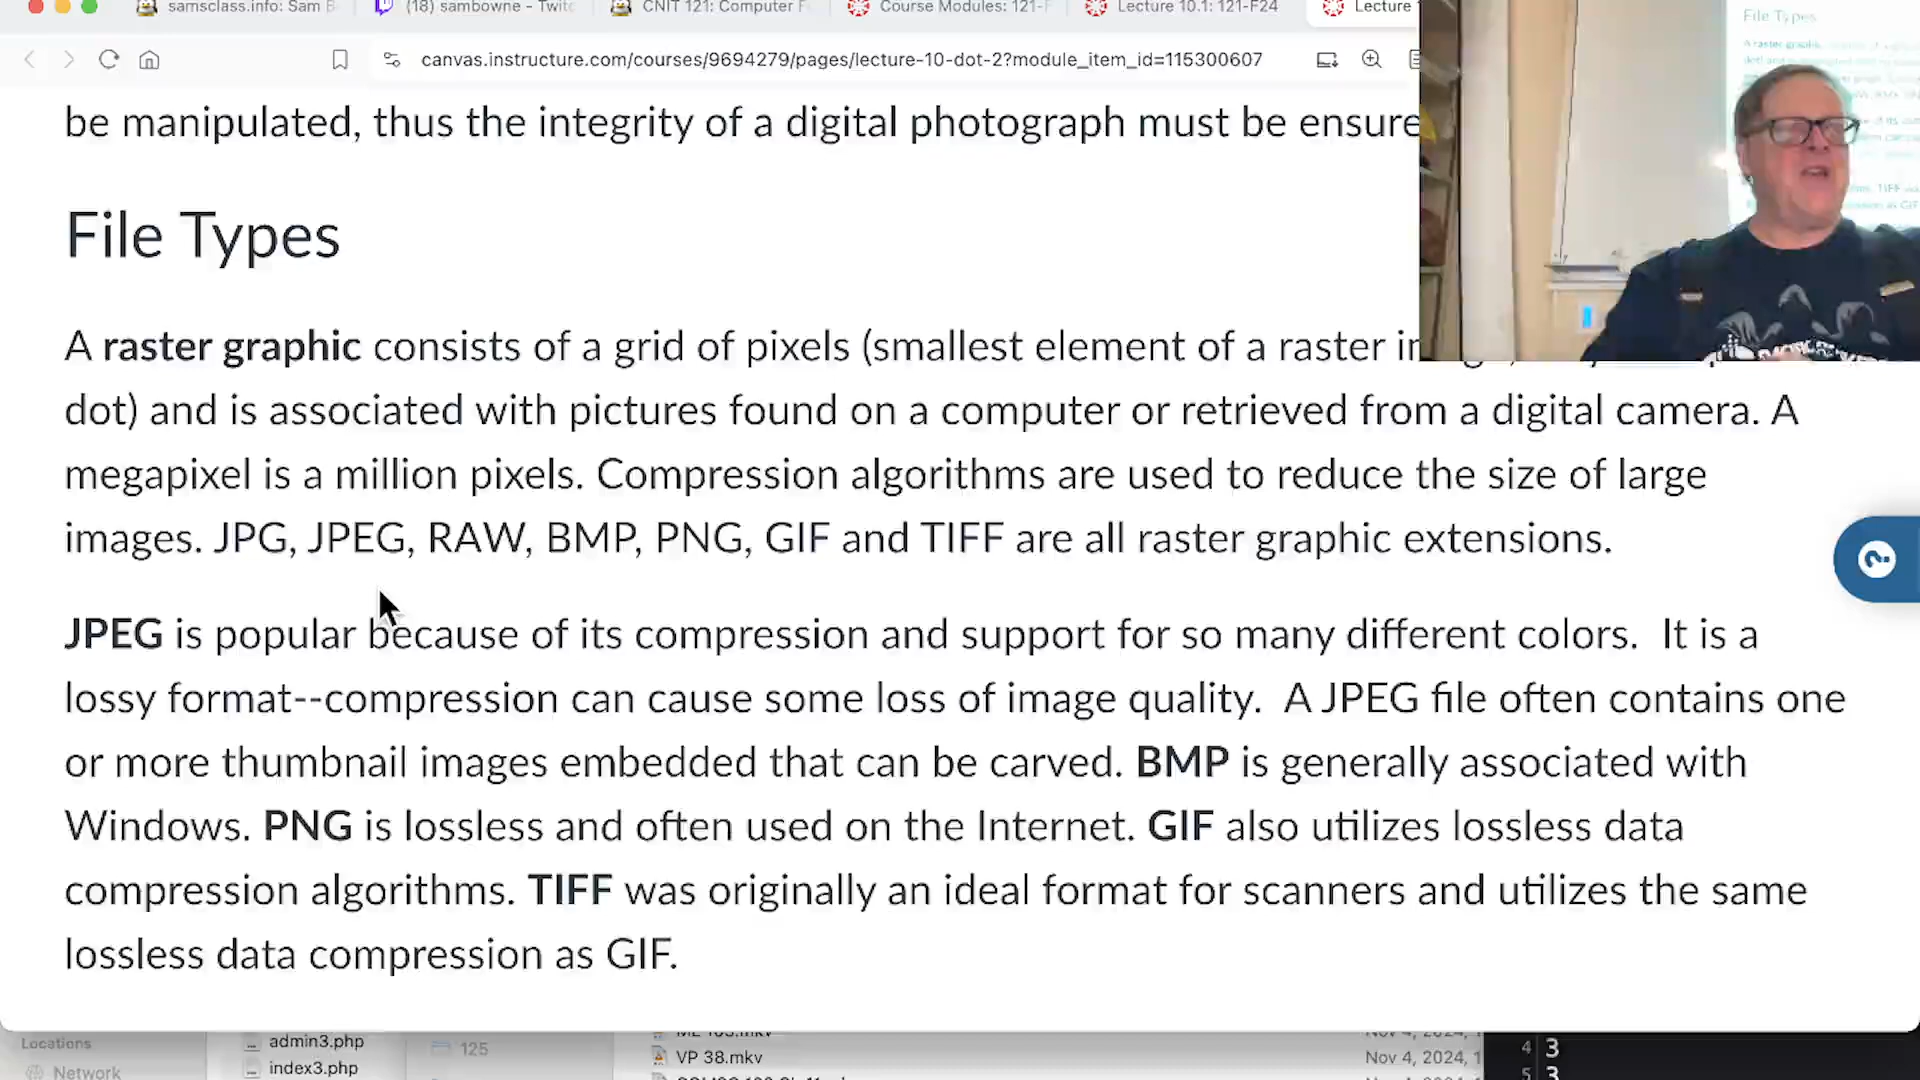 samsclass.info: Sam B
(18) sambowne - Twitc
CNIT 121: Computer F
Course Modules: 121-F
Lecture 10.1: 121-F24
Lecture
canvas.instructure.com/courses/9694279/pages/lecture-10-dot-2?module_item_id=115300607
be manipulated, thus the integrity of a digital photograph must be ensure
File Types
A raster graphic consists of a grid of pixels (smallest element of a raster
dot) and is associated with pictures found on a computer or retrieved from a digital camera. A
megapixel is a million pixels. Compression algorithms are used to reduce the size of large
images. JPG, JPEG, RAW, BMP, PNG, GIF and TIFF are all raster graphic extensions.
JPEG is popular because of its compression and support for so many different colors. It is a
lossy format--compression can cause some loss of image quality. A JPEG file often contains one
or more thumbnail images embedded that can be carved. BMP is generally associated with
Windows. PNG is lossless and often used on the Internet. GIF also utilizes lossless data
compression algorithms. TIFF was originally an ideal format for scanners and utilizes the same
lossless data compression as GIF.
File Types
Locations
Network
admin3.php
index3.php
125
VP 38.mkv
Nov 4, 2024, 1
4 3
5 3